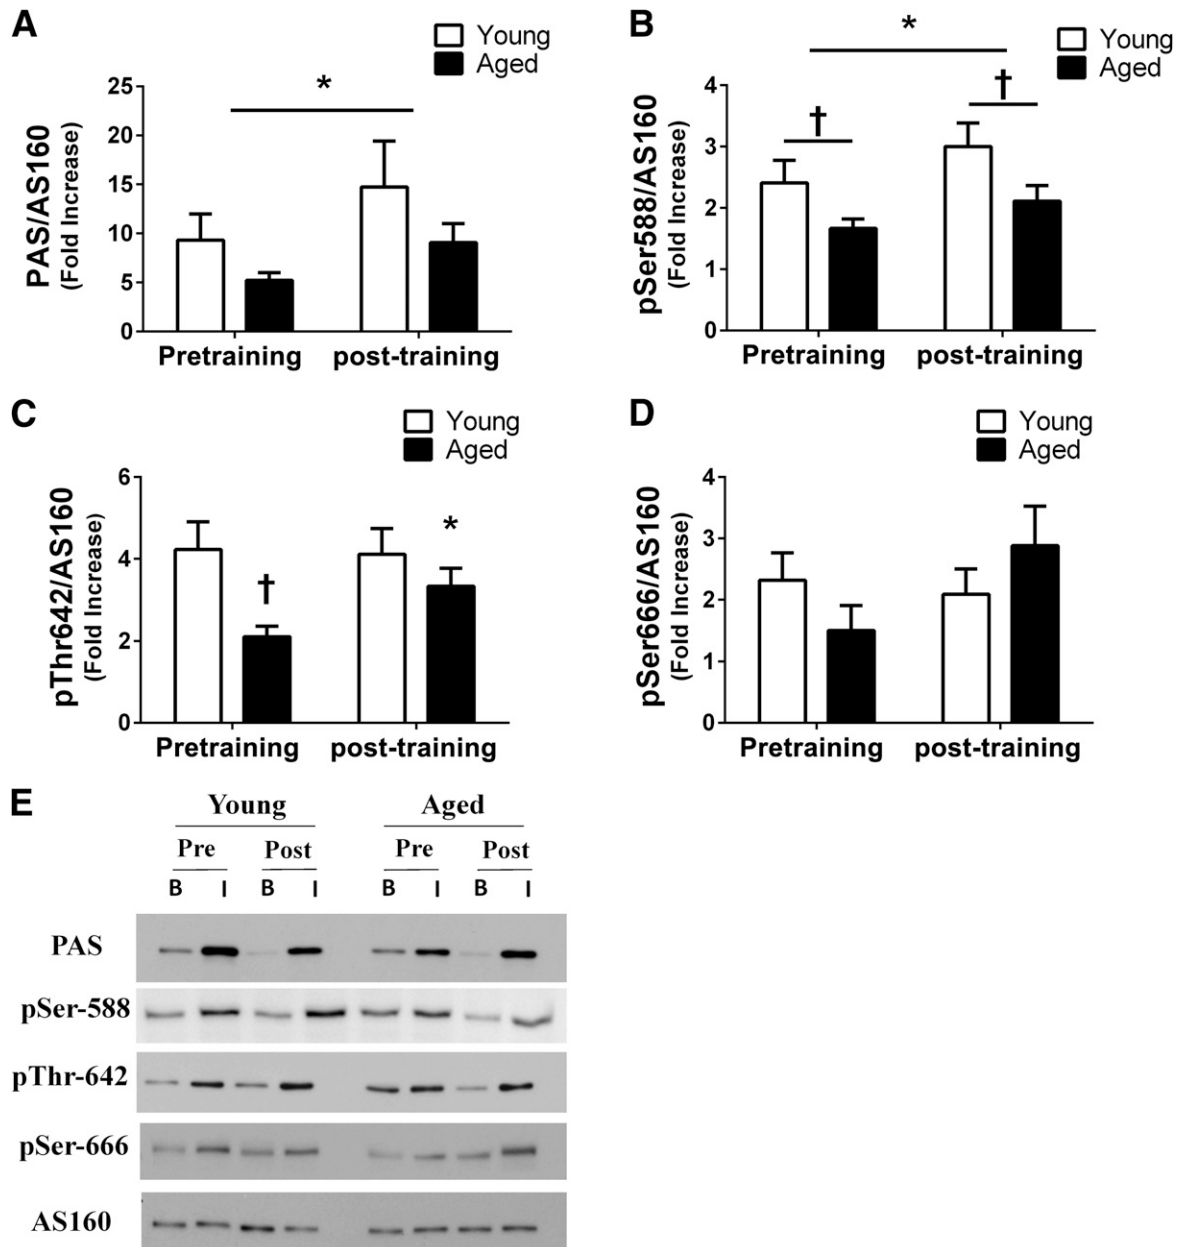 A
Young
Aged
*
25
20
15
10
5
0
PAS/AS160
(Fold Increase)
Pretraining post-training
B
Young
Aged
*
†
†
4
3
2
1
0
pSer588/AS160
(Fold Increase)
Pretraining post-training
C
Young
Aged
6
4
2
0
pThr642/AS160
(Fold Increase)
†
*
Pretraining post-training
D
Young
Aged
4
3
2
1
0
pSer666/AS160
(Fold Increase)
Pretraining post-training
E
Young Aged
Pre Post Pre Post
B I B I B I B I
PAS
pSer-588
pThr-642
pSer-666
AS160